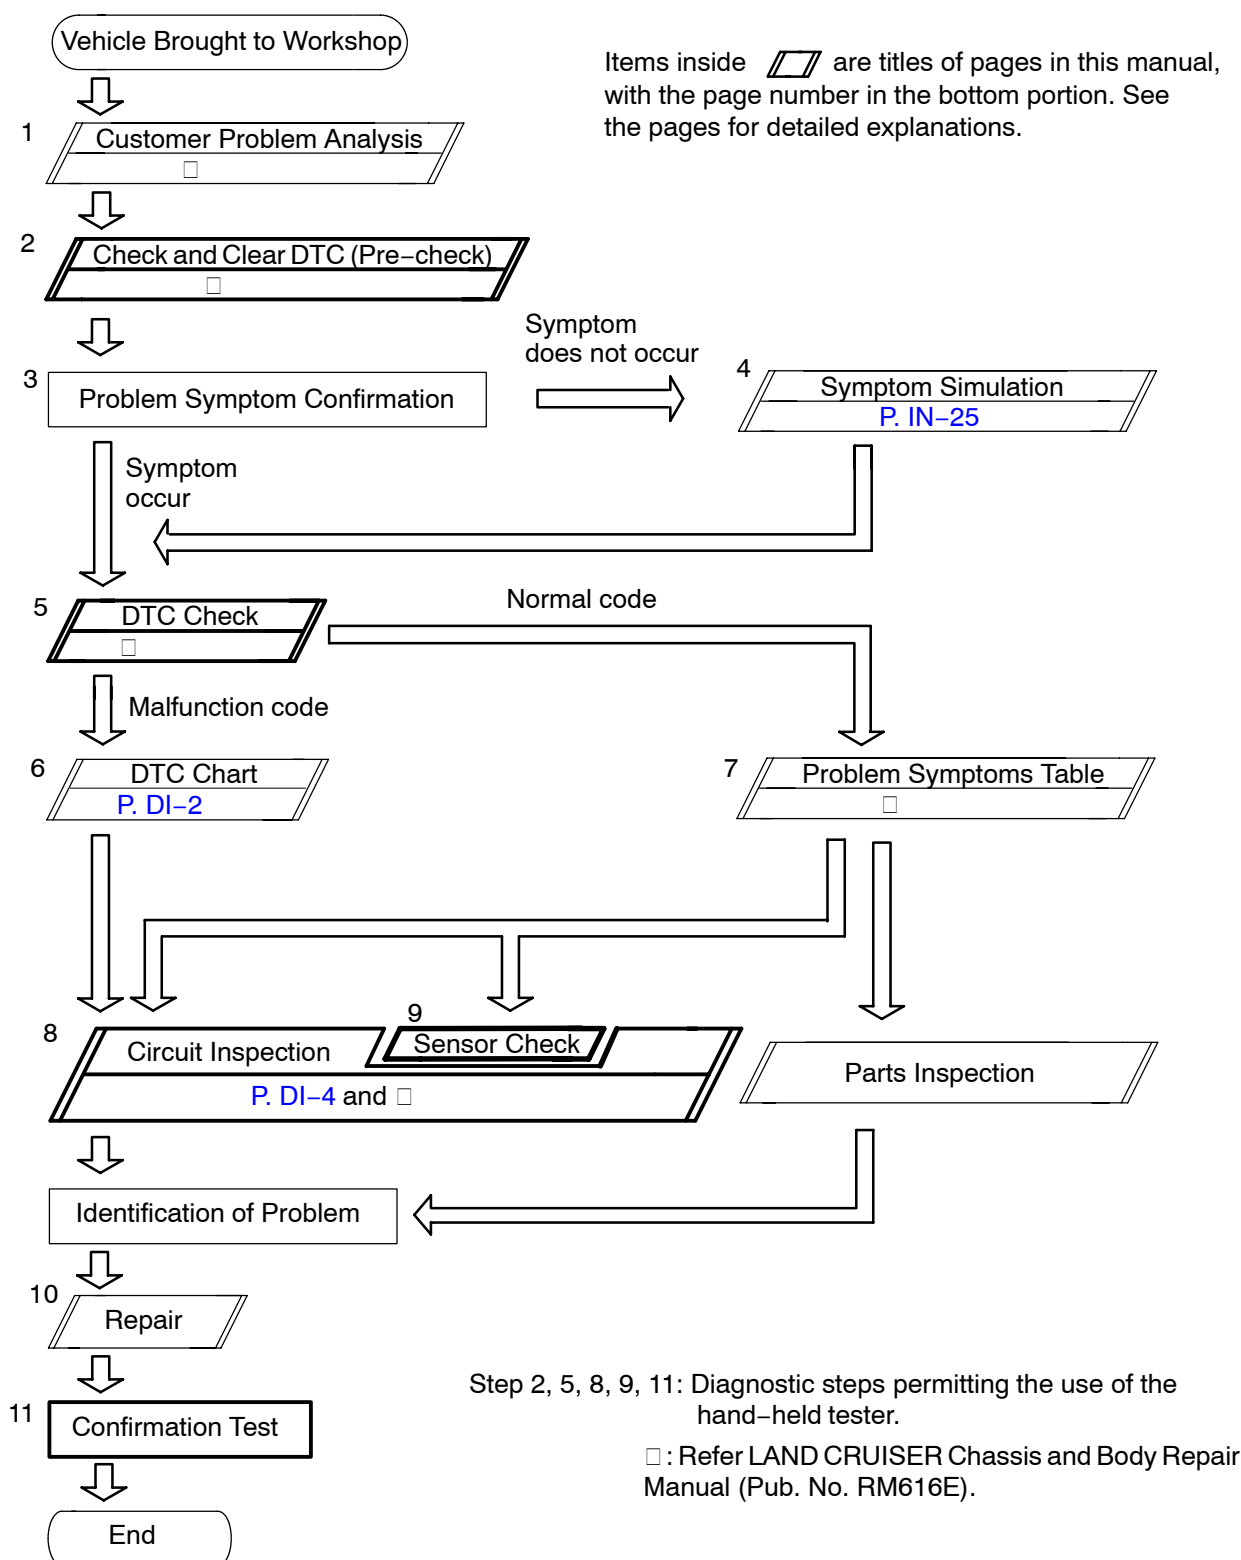 Vehicle Brought to Workshop
Items inside are titles of pages in this manual,
with the page number in the bottom portion. See
the pages for detailed explanations.
1
Customer Problem Analysis
□
2
Check and Clear DTC (Pre−check)
□
Symptom
does not occur
3
Problem Symptom Confirmation
4
Symptom Simulation
P. IN−25
Symptom
occur
5
DTC Check
□
Normal code
Malfunction code
6
DTC Chart
P. DI−2
7
Problem Symptoms Table
□
8
Circuit Inspection
9
Sensor Check
P. DI−4 and □
Parts Inspection
Identification of Problem
10
Repair
11
Confirmation Test
Step 2, 5, 8, 9, 11: Diagnostic steps permitting the use of the
hand−held tester.
□ : Refer LAND CRUISER Chassis and Body Repair
Manual (Pub. No. RM616E).
End